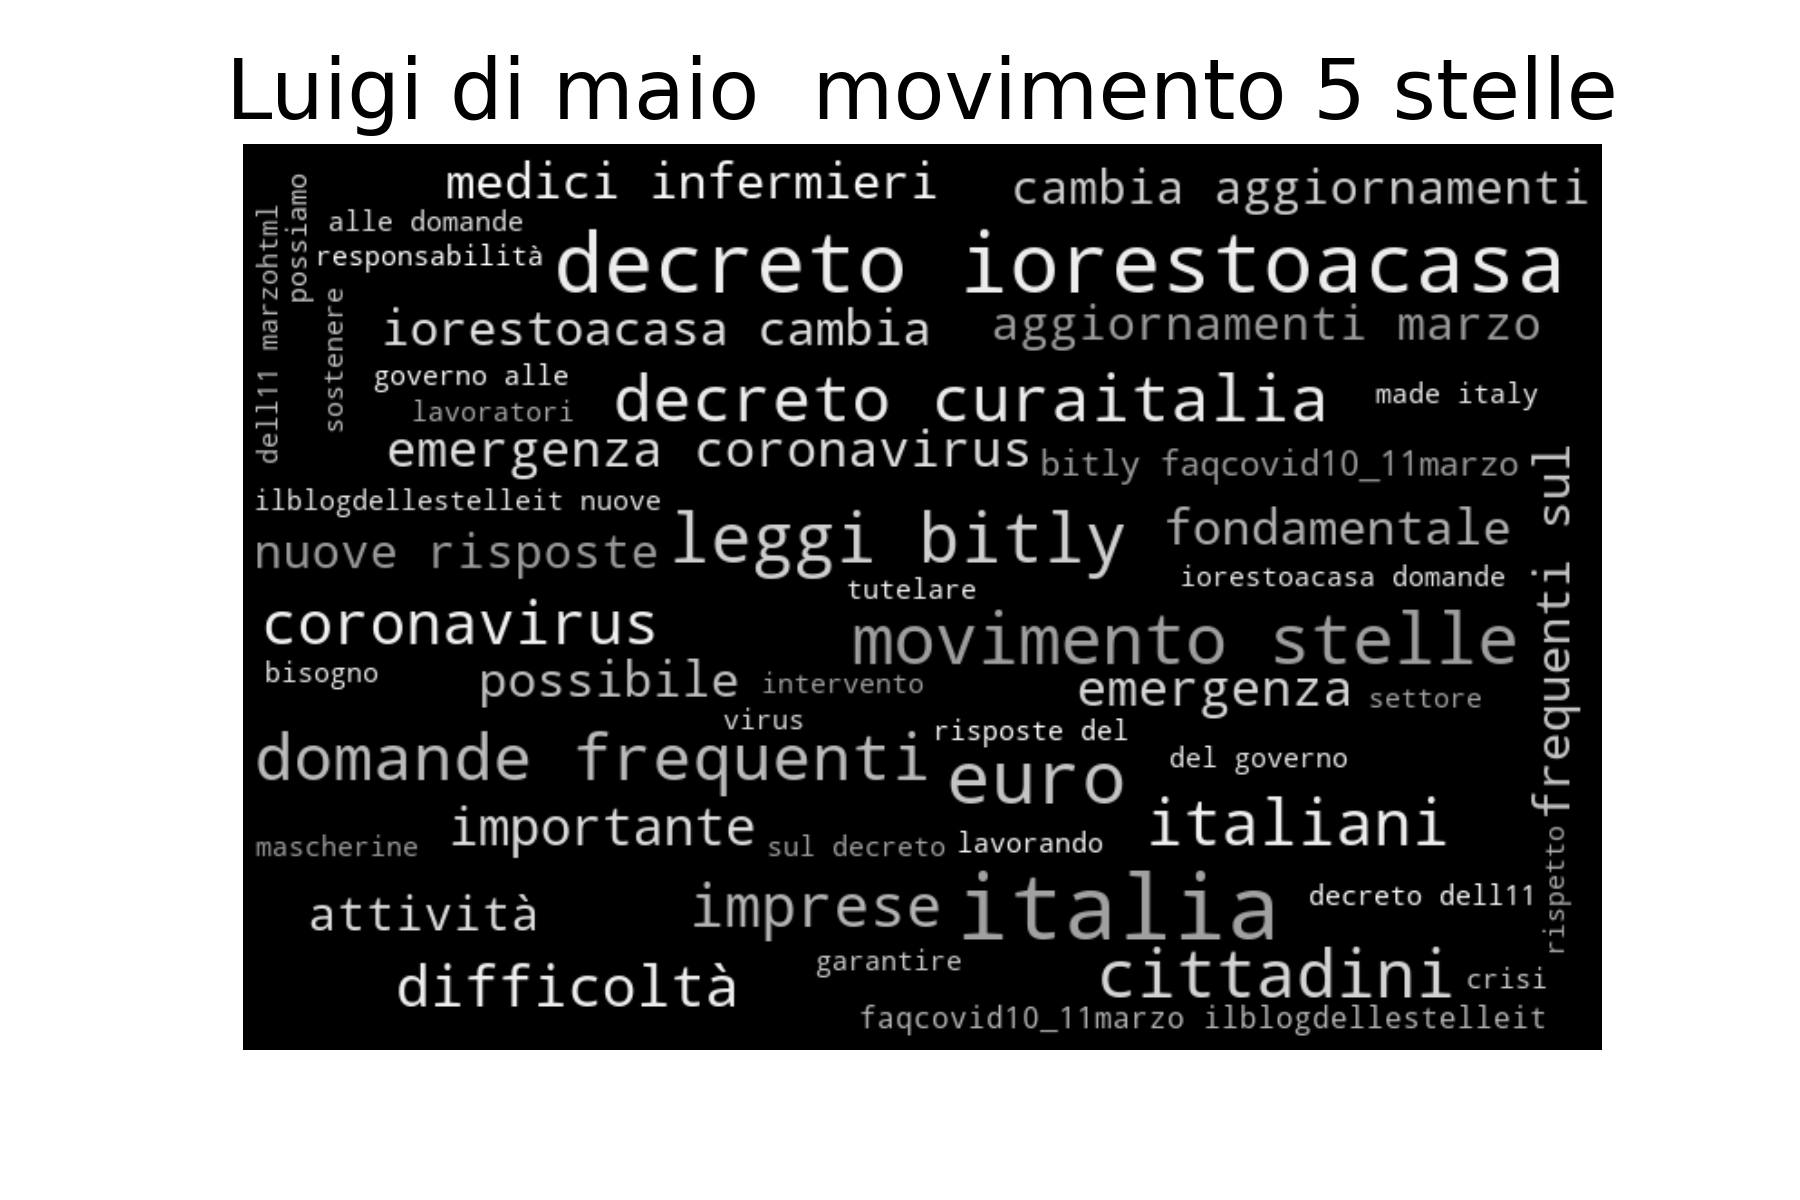 Luigi di maio  movimento 5 stelle
medici infermieri
cambia aggiornamenti
possiamo
alle domande
dell11 marzohtml
responsabilità
decreto iorestoacasa
sostenere
iorestoacasa cambia
aggiornamenti marzo
governo alle
lavoratori
decreto curaitalia
made italy
emergenza coronavirus
bitly faqcovid10_11marzo
frequenti sul
ilblogdellestelleit nuove
nuove risposte
leggi bitly
fondamentale
tutelare
iorestoacasa domande
coronavirus
movimento stelle
bisogno
possibile
intervento
emergenza
settore
virus
domande frequenti
risposte del
euro
del governo
mascherine
importante
sul decreto
lavorando
italiani
rispetto
attività
imprese
italia
decreto dell11
difficoltà
garantire
cittadini
crisi
faqcovid10_11marzo ilblogdellestelleit